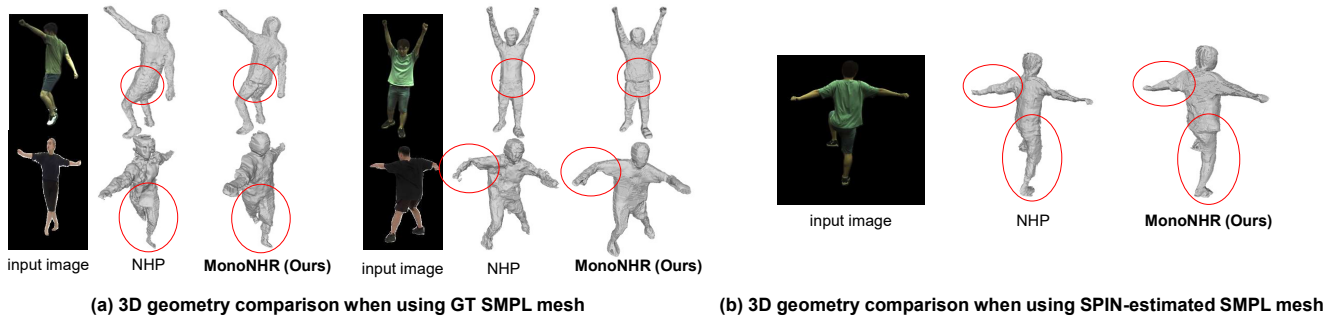 input image NHP MonoNHR (Ours) input image NHP MonoNHR (Ours)
(a) 3D geometry comparison when using GT SMPL mesh
input image NHP MonoNHR (Ours)
(b) 3D geometry comparison when using SPIN-estimated SMPL mesh